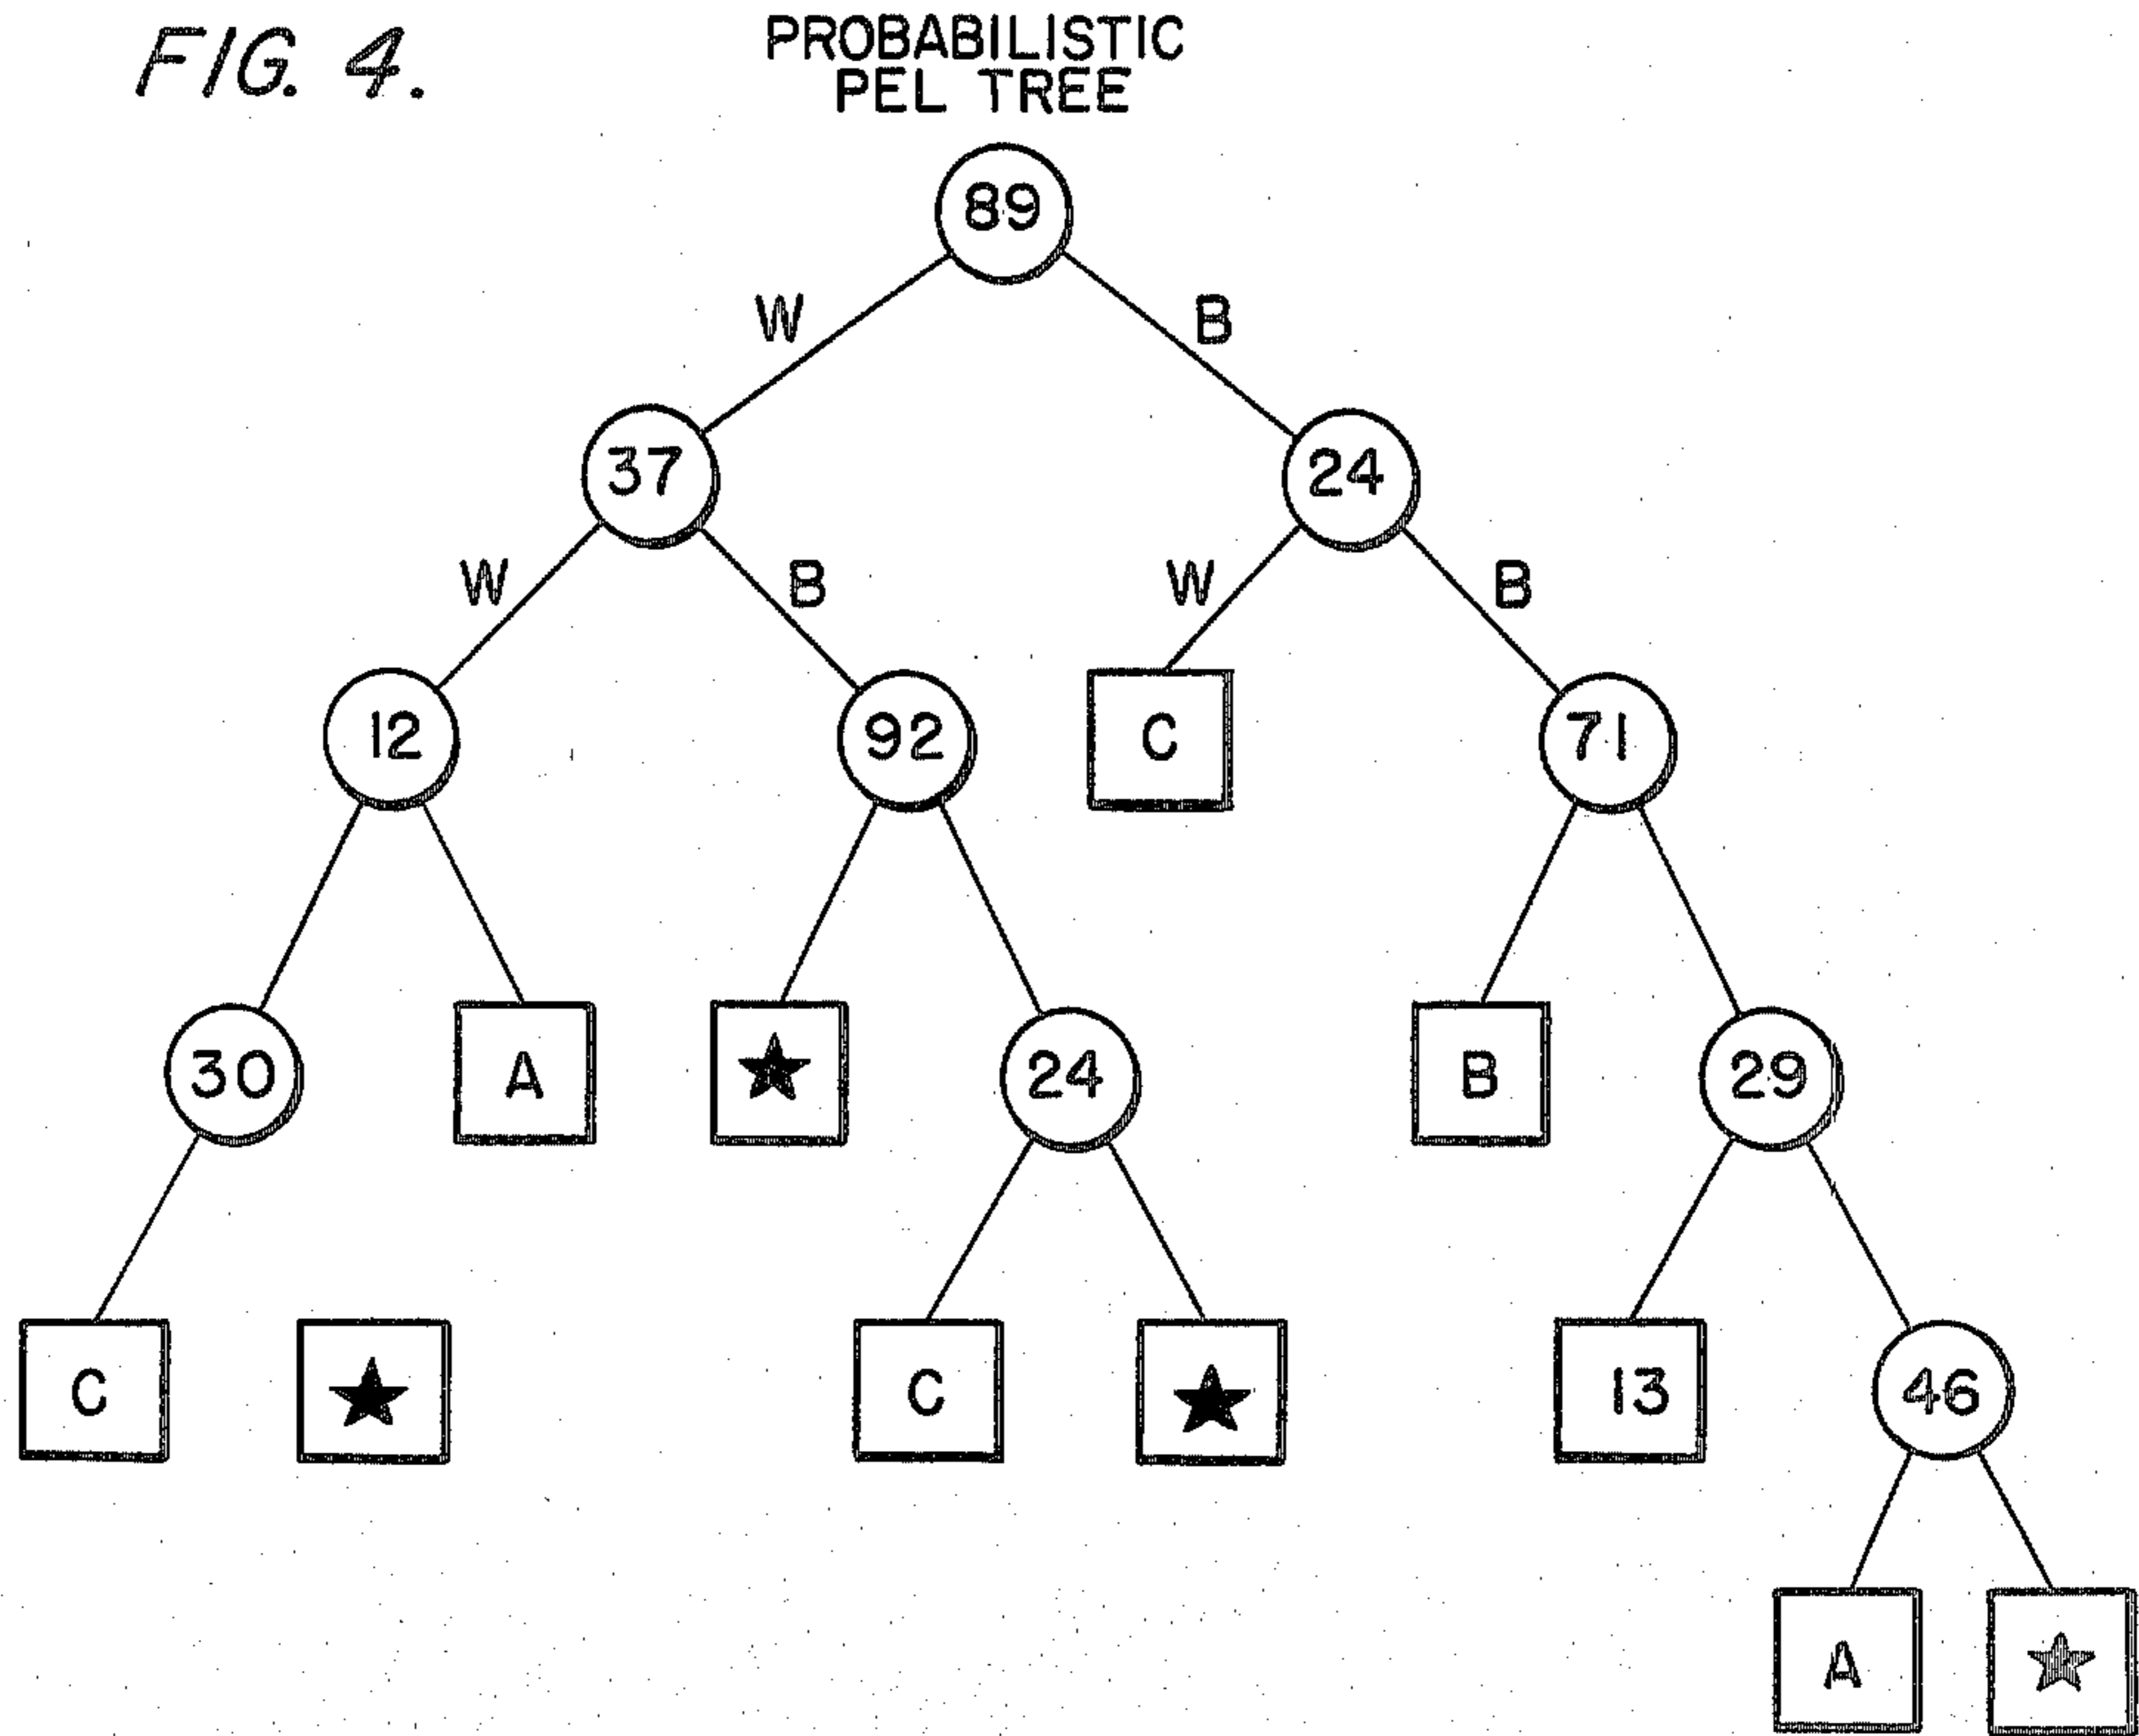 FIG. 4.
PROBABILISTIC
PEL TREE
89
W
B
37
24
W
B
W
B
12
92
C
71
30
A
★
24
B
29
C
★
C
★
13
46
A
★